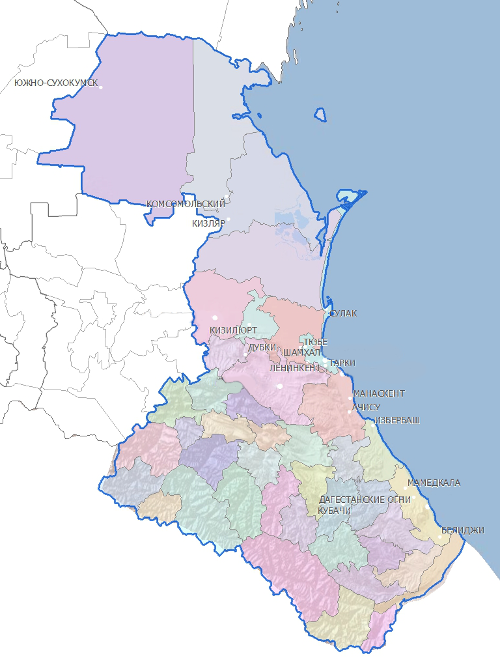 ЮЖНО-СУХОКУМСК
КОМСОМОЛЬСКИЙ
КИЗЛЯР
СУЛАК
КИЗИЛЮРТ
ТЮБЕ
ДУБКИ
ШАМХАЛ
ТАРКИ
ЛЕНИНКЕНТ
МАНАСКЕНТ
АЧИСУ
ИЗБЕРБАШ
МАМЕДКАЛА
ДАГЕСТАНСКИЕ ОГНИ
КУБАЧИ
БЕЛИДЖИ